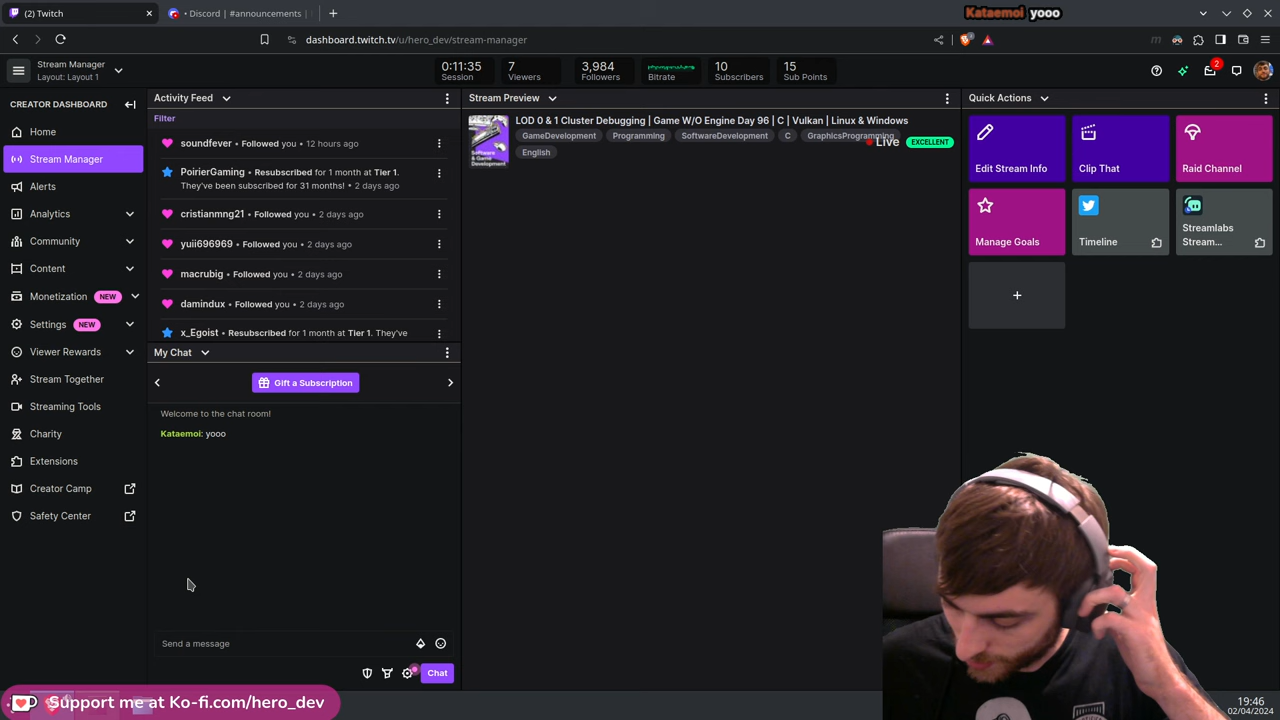 (2) Twitch
• Discord | #announcements |
Kataemoi yooo
dashboard.twitch.tv/u/hero_dev/stream-manager
Stream Manager
Layout: Layout 1
0:11:35
Session
7
Viewers
3,984
Followers
Bitrate
10
Subscribers
15
Sub Points
2
CREATOR DASHBOARD
Home
Stream Manager
Alerts
Analytics
Community
Content
Monetization NEW
Settings NEW
Viewer Rewards
Stream Together
Streaming Tools
Charity
Extensions
Creator Camp
Safety Center
Activity Feed
Filter
soundfever • Followed you • 12 hours ago
PoirierGaming • Resubscribed for 1 month at Tier 1.
They've been subscribed for 31 months! • 2 days ago
cristianmng21 • Followed you • 2 days ago
yuii696969 • Followed you • 2 days ago
macrubig • Followed you • 2 days ago
damindux • Followed you • 2 days ago
x_Egoist • Resubscribed for 1 month at Tier 1. They've
My Chat
Gift a Subscription
Welcome to the chat room!
Kataemoi: yooo
Send a message
Chat
Stream Preview
LOD 0 & 1 Cluster Debugging | Game W/O Engine Day 96 | C | Vulkan | Linux & Windows
GameDevelopment Programming SoftwareDevelopment C GraphicsProgramming
Live EXCELLENT
English
Software
& Game
Development
Quick Actions
Edit Stream Info
Clip That
Raid Channel
Manage Goals
Timeline
Streamlabs
Stream...
+
Support me at Ko-fi.com/hero_dev
19:46
02/04/2024